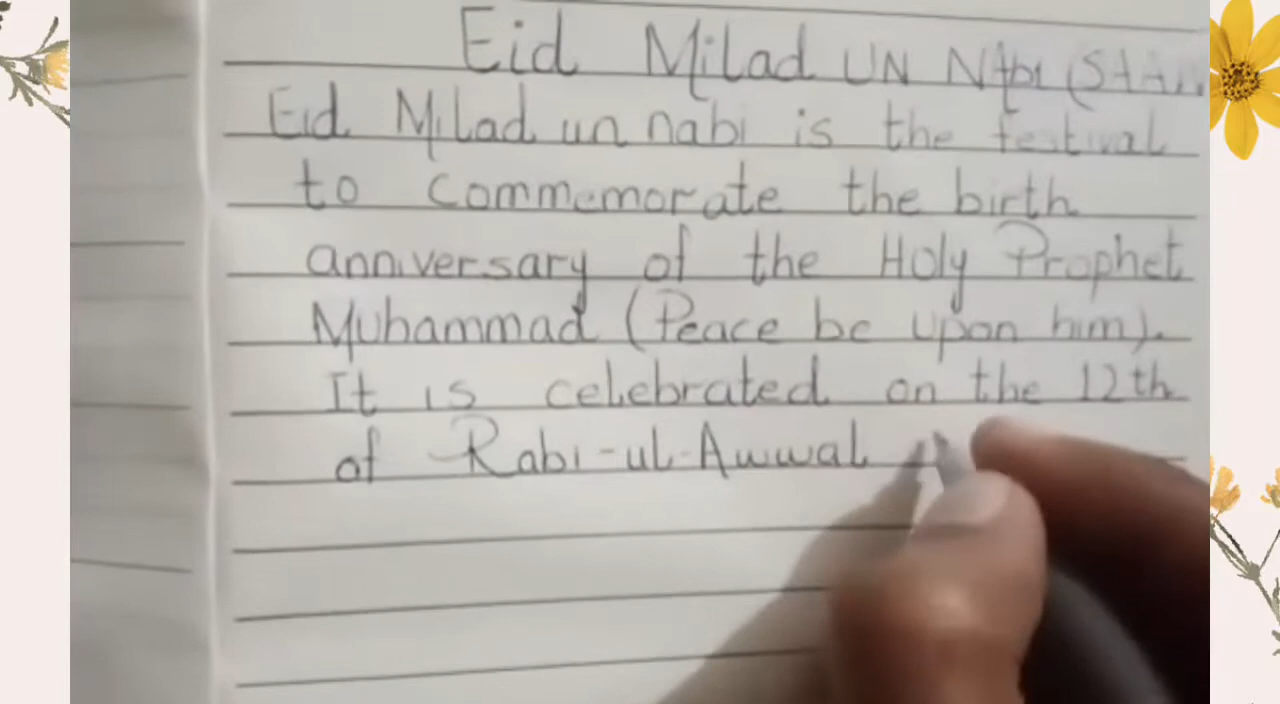 Eid Milad UN Nabi (SAAW
Eid Milad un nabi is the festival
to commemorate the birth
anniversary of the Holy Prophet
Muhammad (Peace be upon him).
It is celebrated on the 12th
of Rabi-ul-Awwal